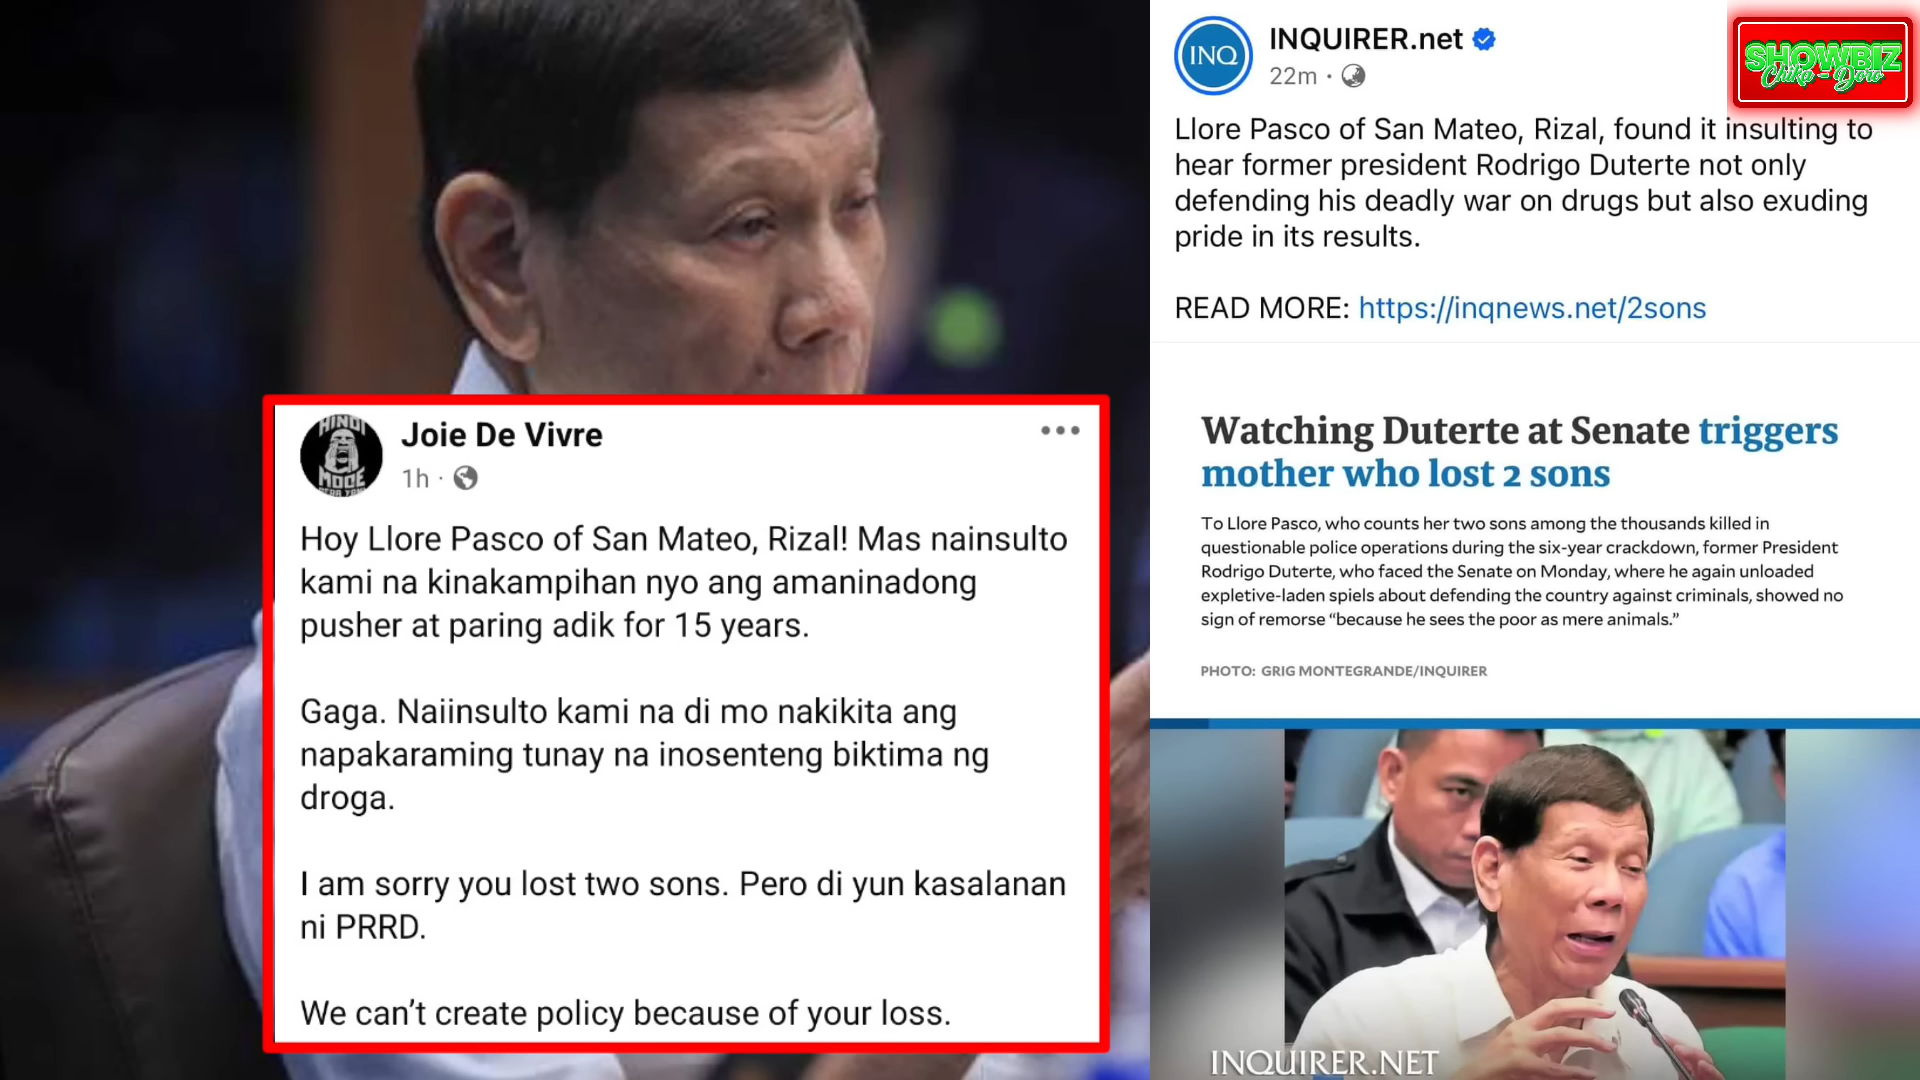 HINDI
MODE
Joie De Vivre
1h ·
Hoy Llore Pasco of San Mateo, Rizal! Mas nainsulto
kami na kinakampihan nyo ang amaninadong
pusher at paring adik for 15 years.
Gaga. Naiinsulto kami na di mo nakikita ang
napakaraming tunay na inosenteng biktima ng
droga.
I am sorry you lost two sons. Pero di yun kasalanan
ni PRRD.
We can't create policy because of your loss.
INQ
INQUIRER.net
22m ·
SHOWBIZ
Chika - Doro
Llore Pasco of San Mateo, Rizal, found it insulting to
hear former president Rodrigo Duterte not only
defending his deadly war on drugs but also exuding
pride in its results.
READ MORE: https://inqnews.net/2sons
Watching Duterte at Senate triggers
mother who lost 2 sons
To Llore Pasco, who counts her two sons among the thousands killed in
questionable police operations during the six-year crackdown, former President
Rodrigo Duterte, who faced the Senate on Monday, where he again unloaded
expletive-laden spiels about defending the country against criminals, showed no
sign of remorse “because he sees the poor as mere animals.”
PHOTO: GRIG MONTEGRANDE/INQUIRER
INQUIRER.NET